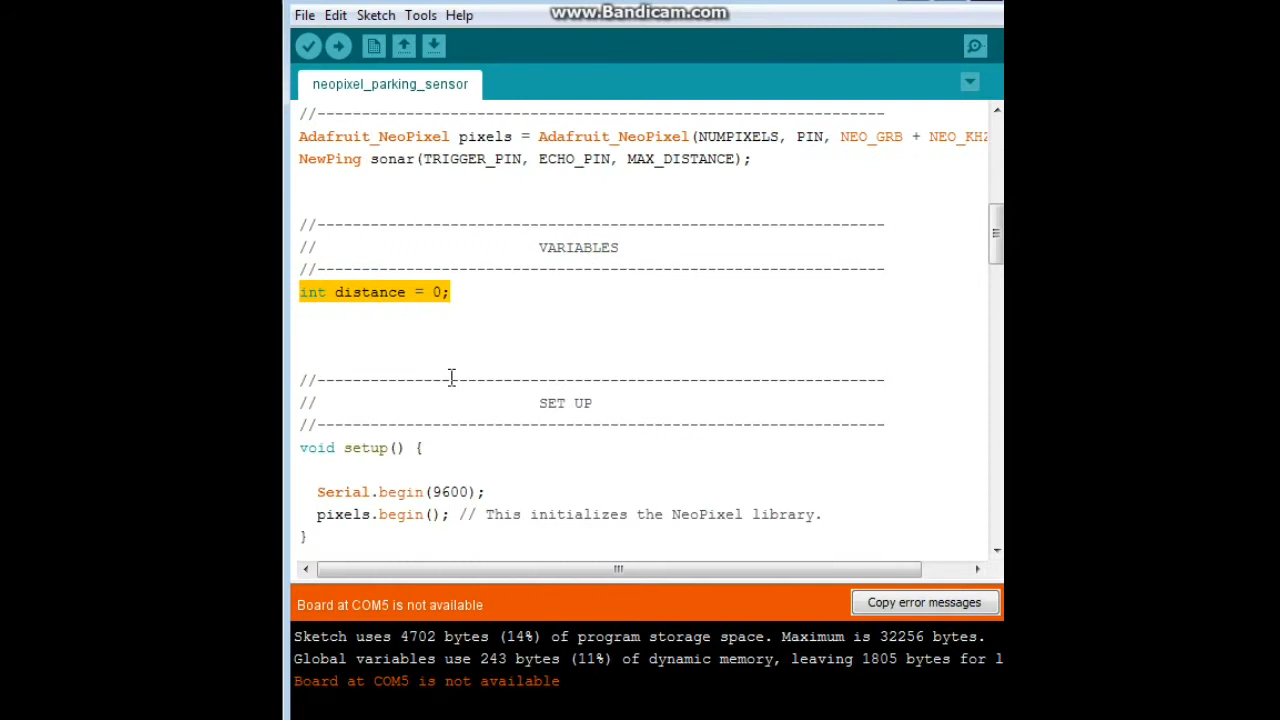 www.Bandicam.com
File Edit Sketch Tools Help
neopixel_parking_sensor
//----------------------------------------------------------------
Adafruit_NeoPixel pixels = Adafruit_NeoPixel(NUMPIXELS, PIN, NEO_GRB + NEO_KHZ
NewPing sonar(TRIGGER_PIN, ECHO_PIN, MAX_DISTANCE);
//----------------------------------------------------------------
// VARIABLES
//----------------------------------------------------------------
int distance = 0;
//----------------------------------------------------------------
// SET UP
//----------------------------------------------------------------
void setup() {
Serial.begin(9600);
pixels.begin(); // This initializes the NeoPixel library.
}
Board at COM5 is not available
Copy error messages
Sketch uses 4702 bytes (14%) of program storage space. Maximum is 32256 bytes.
Global variables use 243 bytes (11%) of dynamic memory, leaving 1805 bytes for l
Board at COM5 is not available